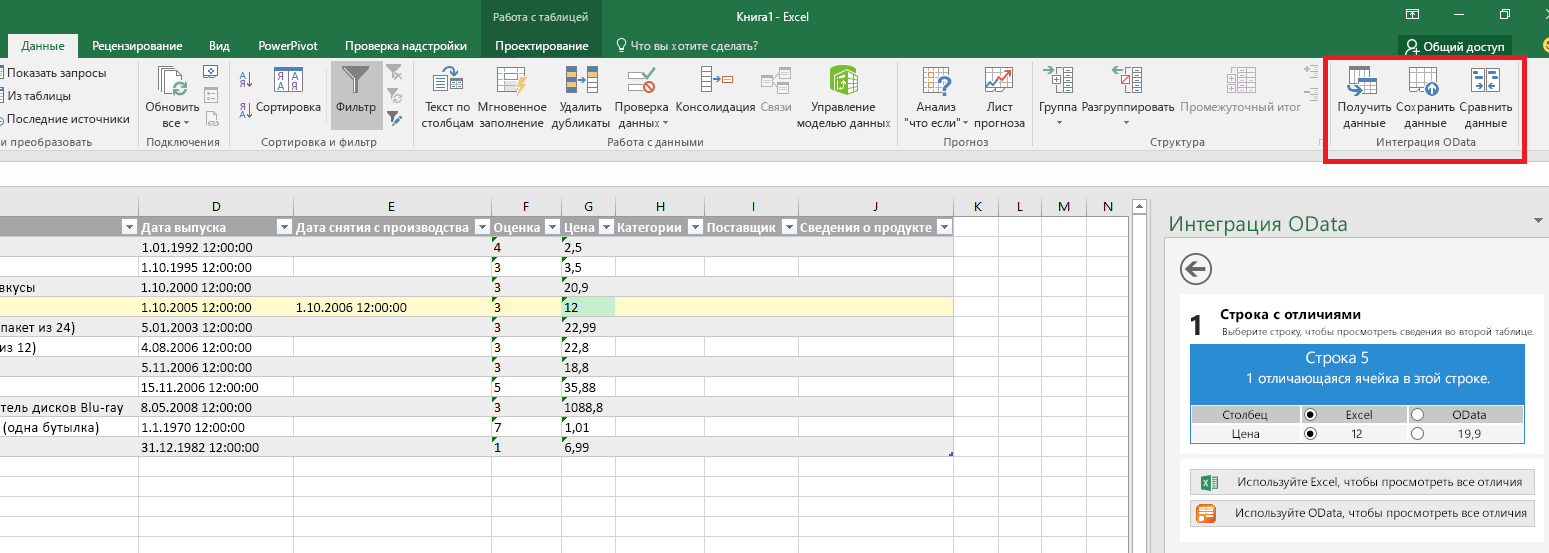 Работа с таблицей
Книга1 - Excel
Данные Рецензирование Вид PowerPivot Проверка надстройки Проектирование Что вы хотите сделать? Общий доступ
Показать запросы
Из таблицы
Последние источники
и преобразовать
Обновить все
Подключения
Сортировка
Фильтр
Сортировка и фильтр
Текст по столбцам
Мгновенное заполнение
Удалить дубликаты
Проверка данных
Консолидация
Связи
Управление моделью данных
Работа с данными
Анализ "что если"
Лист прогноза
Прогноз
Группа
Разгруппировать
Промежуточный итог
Структура
Получить данные
Сохранить данные
Сравнить данные
Интеграция OData
D E F G H I J K L M N
Дата выпуска Дата снятия с производства Оценка Цена Категории Поставщик Сведения о продукте
1.01.1992 12:00:00 4 2,5
1.10.1995 12:00:00 3 3,5
вкусы 1.10.2000 12:00:00 3 20,9
1.10.2005 12:00:00 1.10.2006 12:00:00 3 12
пакет из 24) 5.01.2003 12:00:00 3 22,99
из 12) 4.08.2006 12:00:00 3 22,8
5.11.2006 12:00:00 3 18,8
15.11.2006 12:00:00 5 35,88
тель дисков Blu-ray 8.05.2008 12:00:00 3 1088,8
(одна бутылка) 1.1.1970 12:00:00 7 1,01
31.12.1982 12:00:00 1 6,99
Интеграция OData
1 Строка с отличиями
Выберите строку, чтобы просмотреть сведения во второй таблице.
Строка 5
1 отличающаяся ячейка в этой строке.
Столбец Excel OData
Цена 12 19,9
Используйте Excel, чтобы просмотреть все отличия
Используйте OData, чтобы просмотреть все отличия